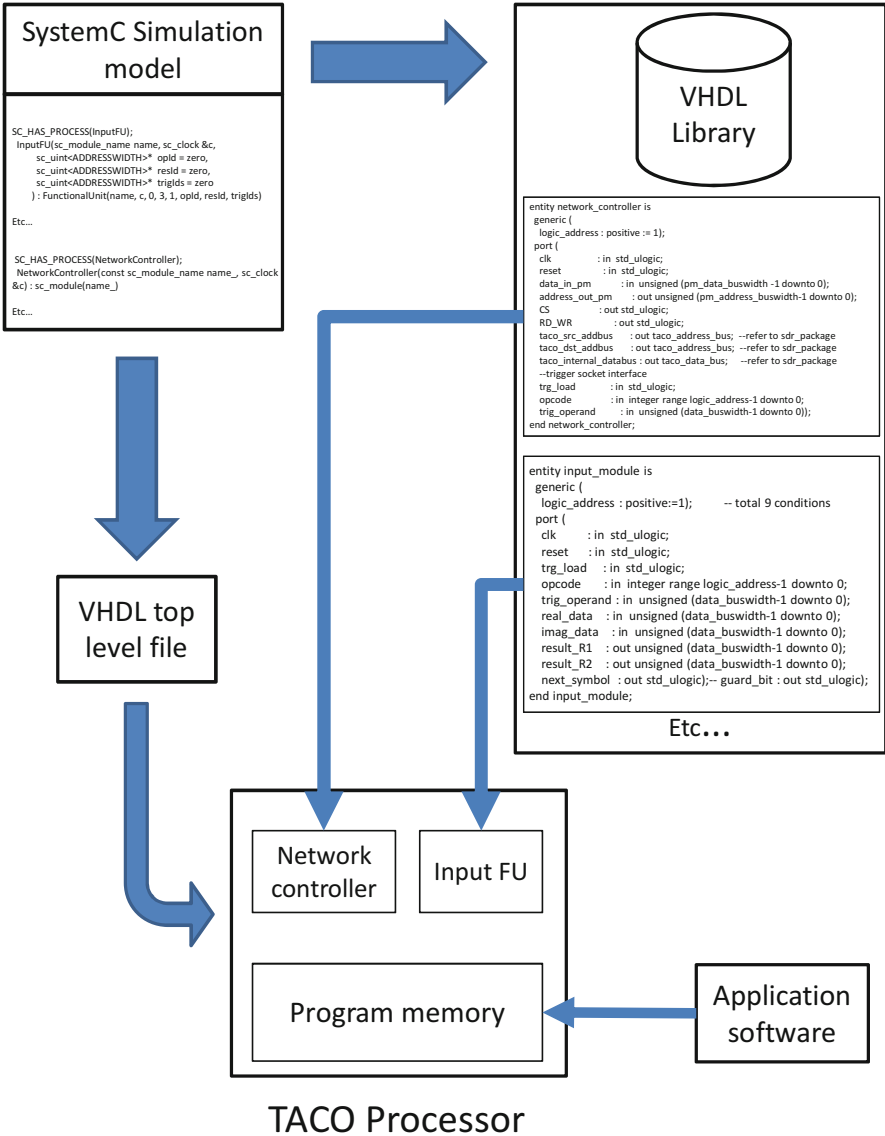 SystemC Simulation
model
SC_HAS_PROCESS(InputFU);
InputFU(sc_module_name name, sc_clock &c,
sc_uint<ADDRESSWIDTH>* opId = zero,
sc_uint<ADDRESSWIDTH>* resId = zero,
sc_uint<ADDRESSWIDTH>* trigIds = zero
) : FunctionalUnit(name, c, 0, 3, 1, opId, resId, trigIds)
Etc...
SC_HAS_PROCESS(NetworkController);
NetworkController(const sc_module_name name_, sc_clock
&c) : sc_module(name_)
Etc...
VHDL
Library
entity network_controller is
generic (
logic_address : positive := 1);
port (
clk : in std_ulogic;
reset : in std_ulogic;
data_in_pm : in unsigned (pm_data_buswidth -1 downto 0);
address_out_pm : out unsigned (pm_address_buswidth-1 downto 0);
CS : out std_ulogic;
RD_WR : out std_ulogic;
taco_src_addbus : out taco_address_bus; --refer to sdr_package
taco_dst_addbus : out taco_address_bus; --refer to sdr_package
taco_internal_databus : out taco_data_bus; --refer to sdr_package
--trigger socket interface
trg_load : in std_ulogic;
opcode : in integer range logic_address-1 downto 0;
trig_operand : in unsigned (data_buswidth-1 downto 0));
end network_controller;
entity input_module is
generic (
logic_address : positive:=1); -- total 9 conditions
port (
clk : in std_ulogic;
reset : in std_ulogic;
trg_load : in std_ulogic;
opcode : in integer range logic_address-1 downto 0;
trig_operand : in unsigned (data_buswidth-1 downto 0);
real_data : in unsigned (data_buswidth-1 downto 0);
imag_data : in unsigned (data_buswidth-1 downto 0);
result_R1 : out unsigned (data_buswidth-1 downto 0);
result_R2 : out unsigned (data_buswidth-1 downto 0);
next_symbol : out std_ulogic);-- guard_bit : out std_ulogic);
end input_module;
Etc...
VHDL top
level file
Network
controller
Input FU
Program memory
Application
software
TACO Processor